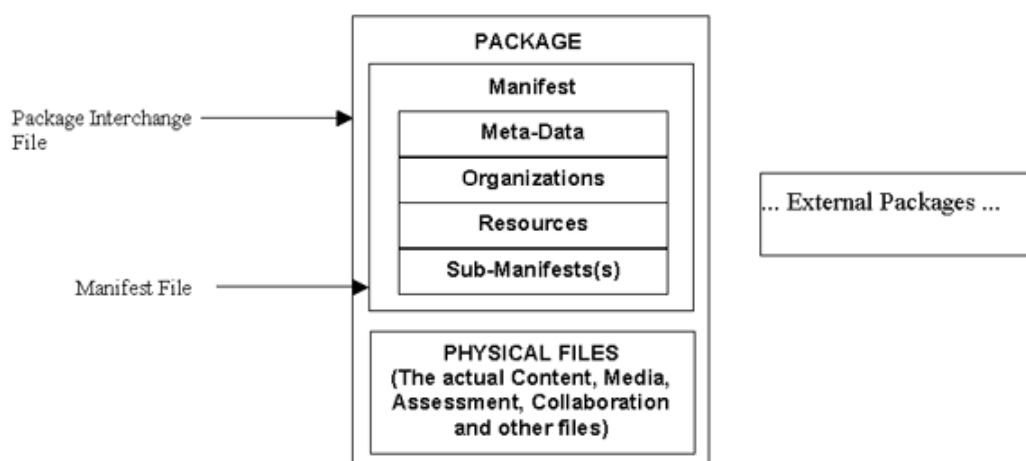 PACKAGE
Manifest
Package Interchange
File
Meta-Data
Organizations
Resources
Sub-Manifests(s)
Manifest File
... External Packages ...
PHYSICAL FILES
(The actual Content, Media,
Assessment, Collaboration
and other files)